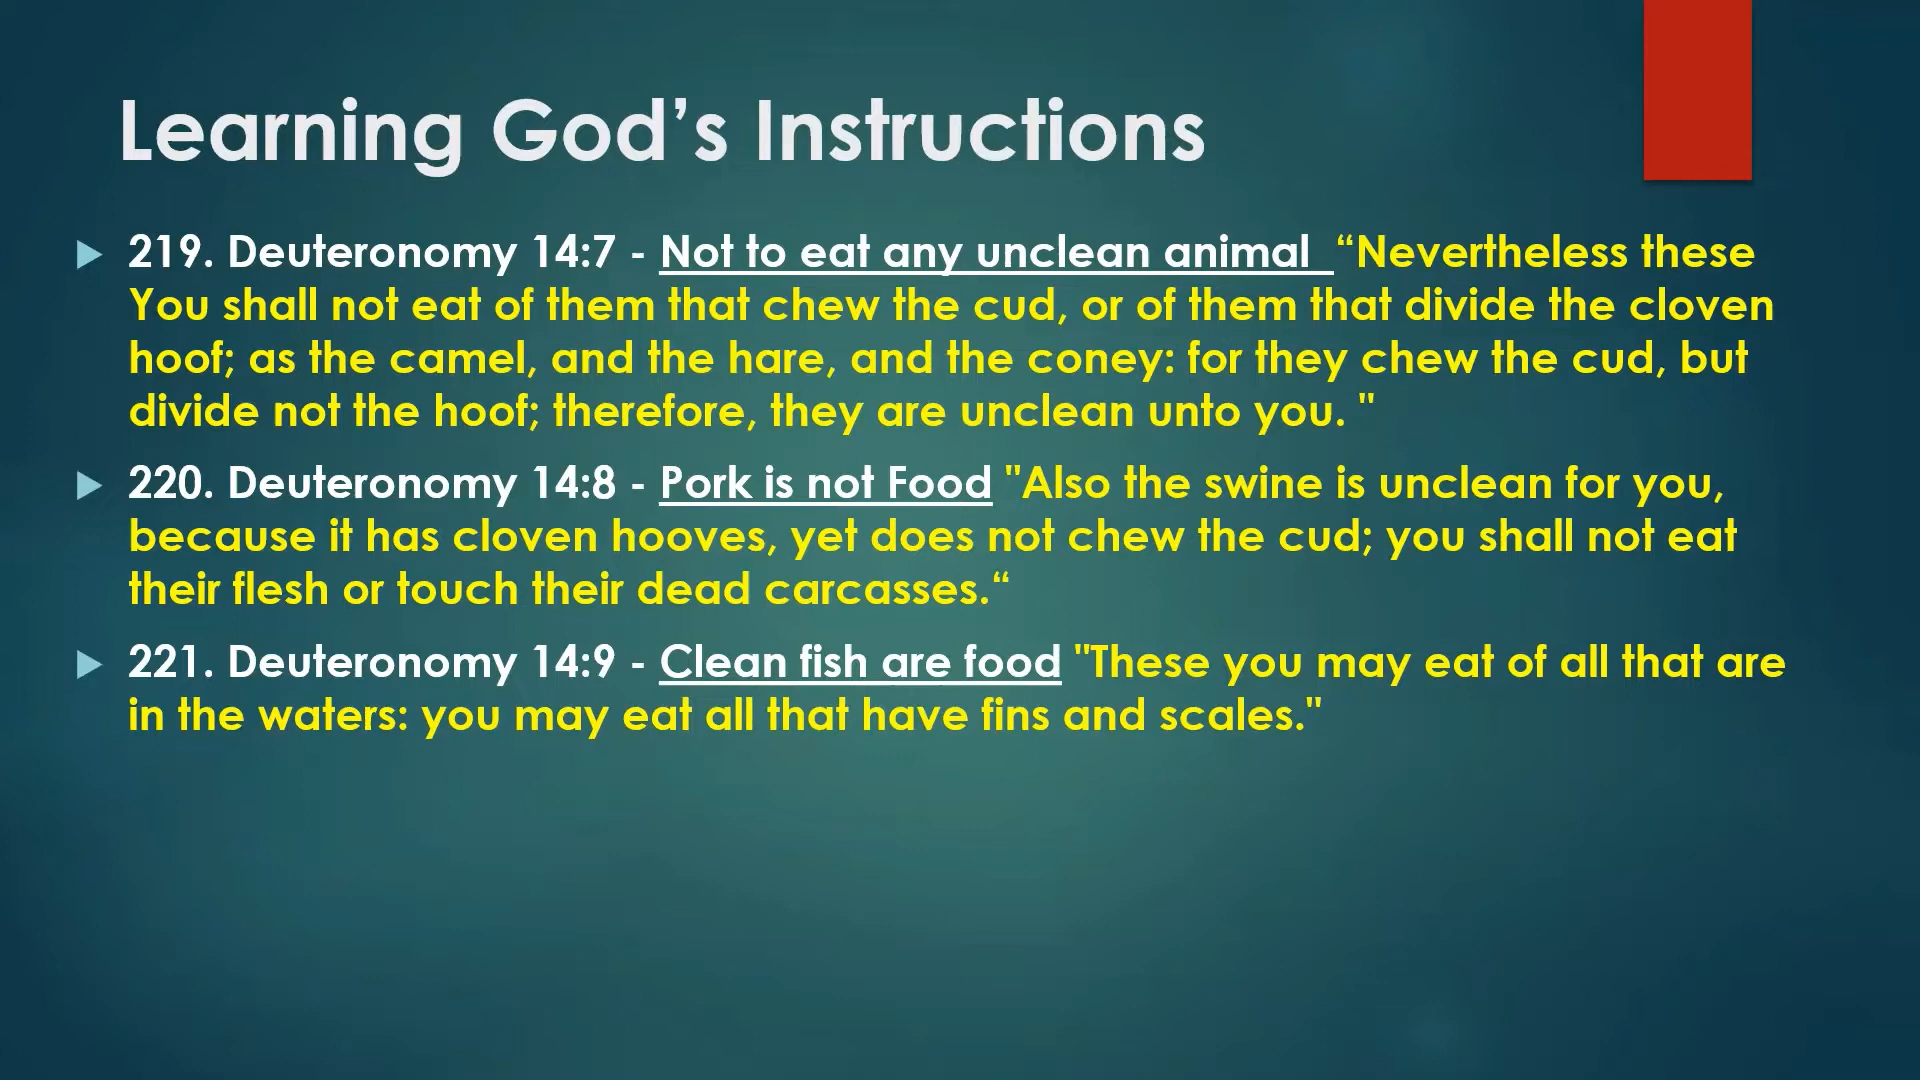 Learning God’s Instructions
219. Deuteronomy 14:7 - Not to eat any unclean animal “Nevertheless these
You shall not eat of them that chew the cud, or of them that divide the cloven
hoof; as the camel, and the hare, and the coney: for they chew the cud, but
divide not the hoof; therefore, they are unclean unto you. "
220. Deuteronomy 14:8 - Pork is not Food "Also the swine is unclean for you,
because it has cloven hooves, yet does not chew the cud; you shall not eat
their flesh or touch their dead carcasses.“
221. Deuteronomy 14:9 - Clean fish are food "These you may eat of all that are
in the waters: you may eat all that have fins and scales."